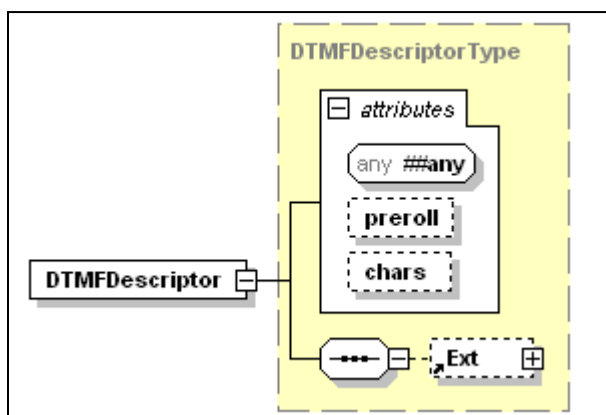 DTMFDescriptorType
attributes
any ##any
preroll
chars
DTMFDescriptor
Ext